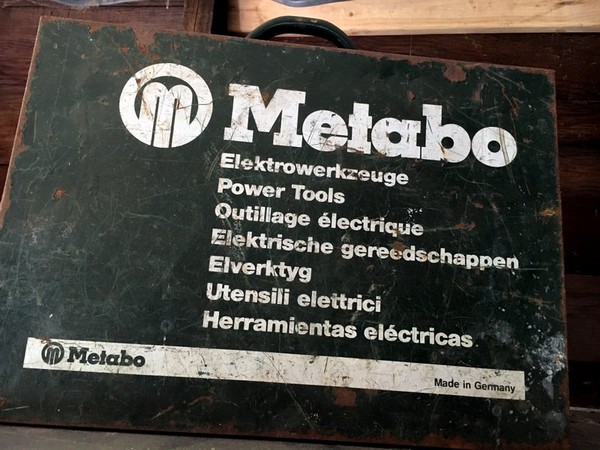 Metabo
Elektrowerkzeuge
Power Tools
Outillage électrique
Elektrische gereedschappen
Elverktyg
Utensili elettrici
Herramientas eléctricas
Metabo
Made in Germany